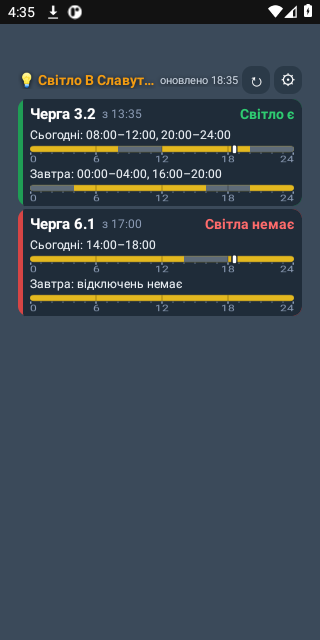 4:35
Світло В Славут... оновлено 18:35
Черга 3.2 з 13:35 Світло є
Сьогодні: 08:00–12:00, 20:00–24:00
0 6 12 18 24
Завтра: 00:00–04:00, 16:00–20:00
0 6 12 18 24
Черга 6.1 з 17:00 Світла немає
Сьогодні: 14:00–18:00
0 6 12 18 24
Завтра: відключень немає
0 6 12 18 24